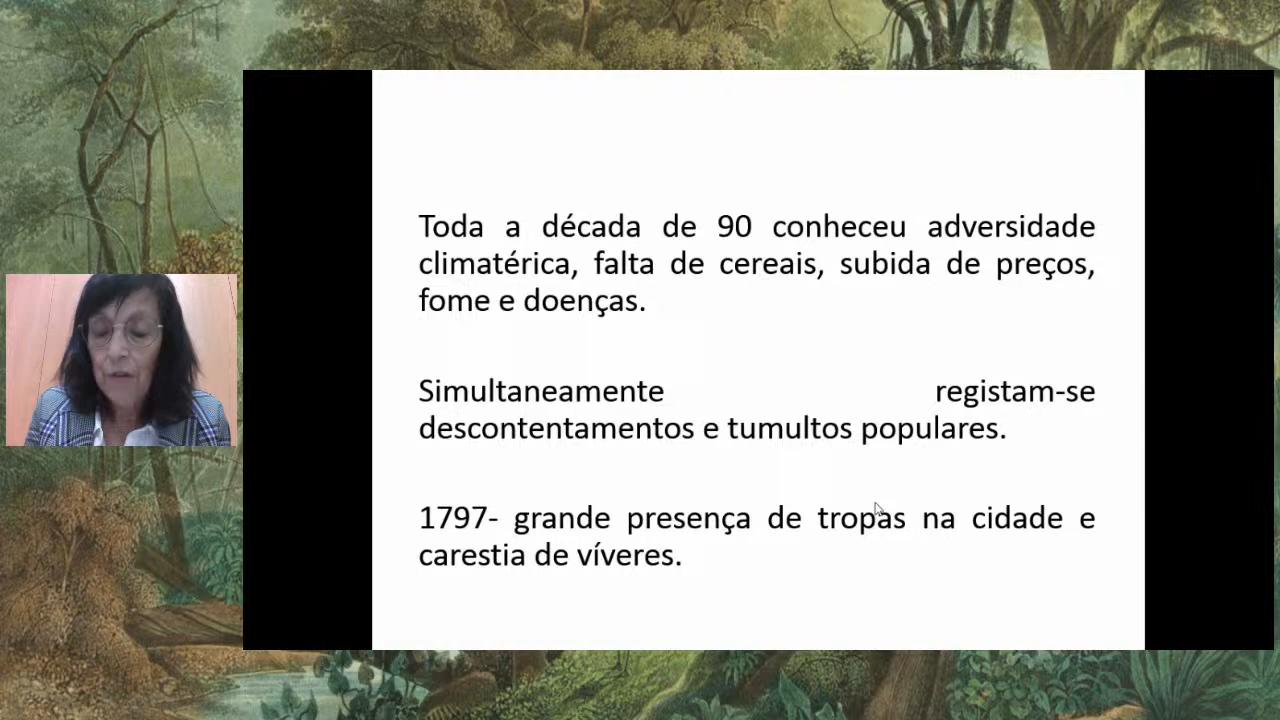 Toda a década de 90 conheceu adversidade
climatérica, falta de cereais, subida de preços,
fome e doenças.
Simultaneamente registam-se
descontentamentos e tumultos populares.
1797- grande presença de tropas na cidade e
carestia de víveres.